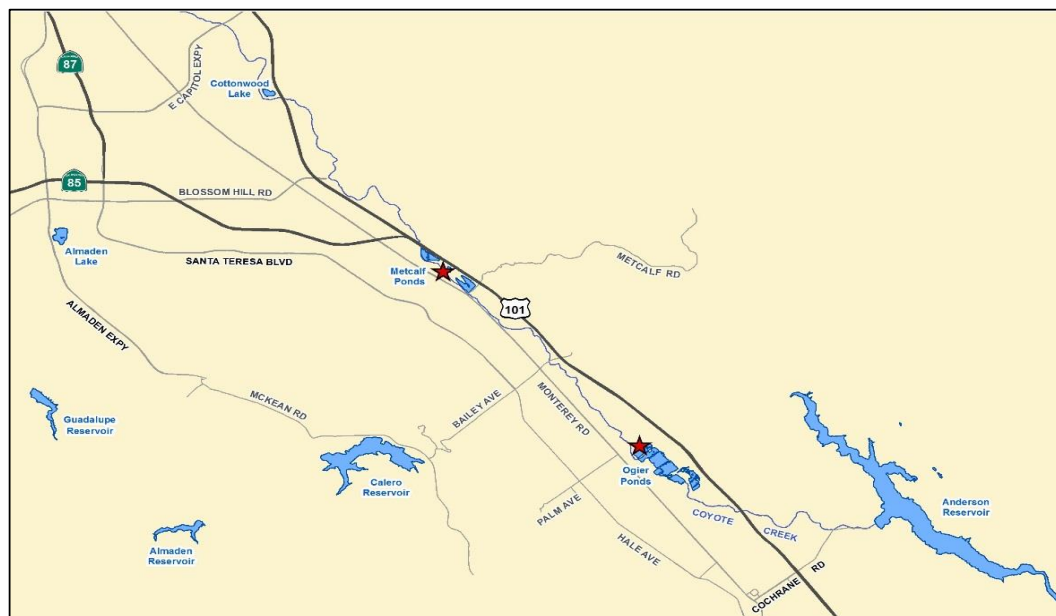 87
E CAPITOL EXPY
Cottonwood
Lake
85
BLOSSOM HILL RD
Almaden
Lake
SANTA TERESA BLVD
Metcalf
Ponds
METCALF RD
101
ALMADEN EXPY
MCKEAN RD
BAILEY AVE
MONTEREY RD
Guadalupe
Reservoir
Calero
Reservoir
Ogier
Ponds
PALM AVE
COYOTE
CREEK
Anderson
Reservoir
Almaden
Reservoir
HALE AVE
COCHRANE RD